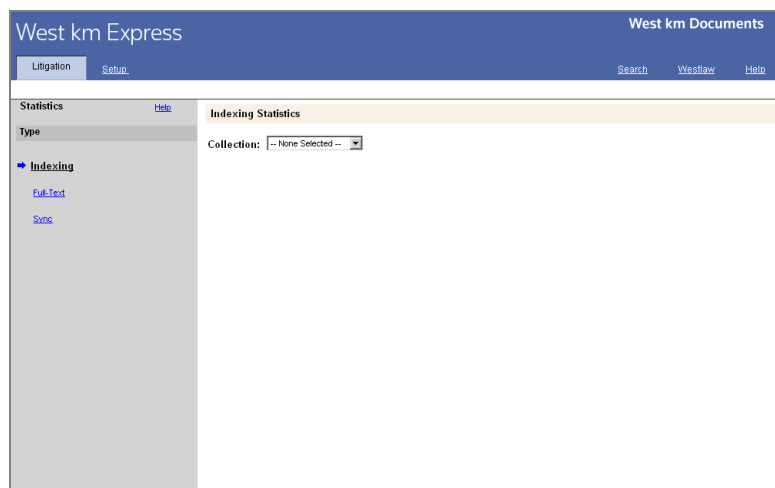 West km Express
West km Documents
Litigation
Setup
Search
Westlaw
Help
Statistics
Help
Indexing Statistics
Type
Collection:
-- None Selected --
Indexing
Full-Text
Sync